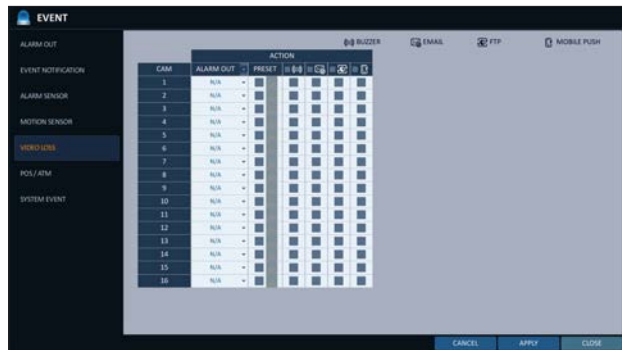 EVENT
ALARM OUT
EVENT NOTIFICATION
ALARM SENSOR
MOTION SENSOR
VIDEO LOSS
POS / ATM
SYSTEM EVENT
BUZZER EMAIL FTP MOBILE PUSH
ACTION
CAM ALARM OUT PRESET
1 N/A
2 N/A
3 N/A
4 N/A
5 N/A
6 N/A
7 N/A
8 N/A
9 N/A
10 N/A
11 N/A
12 N/A
13 N/A
14 N/A
15 N/A
16 N/A
CANCEL APPLY CLOSE